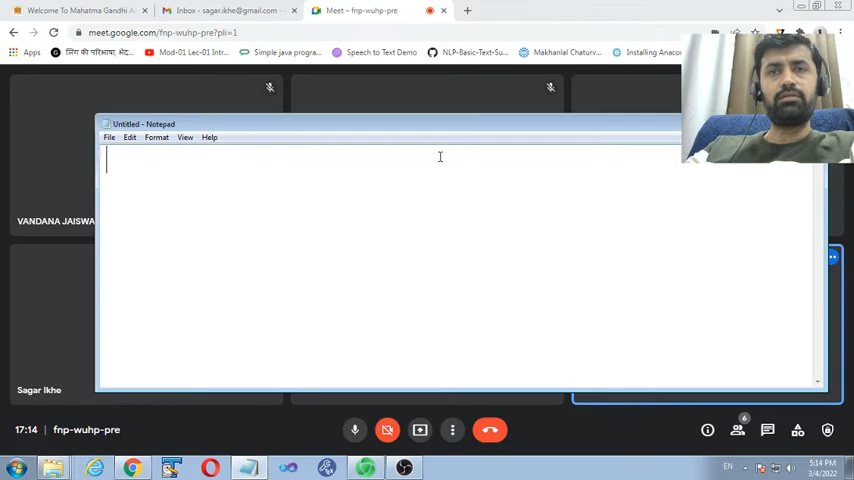 Welcome To Mahatma Gandhi A
Inbox - sagar.ikhe@gmail.com -
Meet – fnp-wuhp-pre
meet.google.com/fnp-wuhp-pre?pli=1
Apps
लिंग की परिभाषा, भेद...
Mod-01 Lec-01 Intr...
Simple java progra...
Speech to Text Demo
NLP-Basic-Text-Su...
Makhanlal Chaturv...
Installing Anacon
Untitled - Notepad
File Edit Format View Help
VANDANA JAISWA
Sagar Ikhe
17:14 fnp-wuhp-pre
6
EN
5:14 PM
3/4/2022